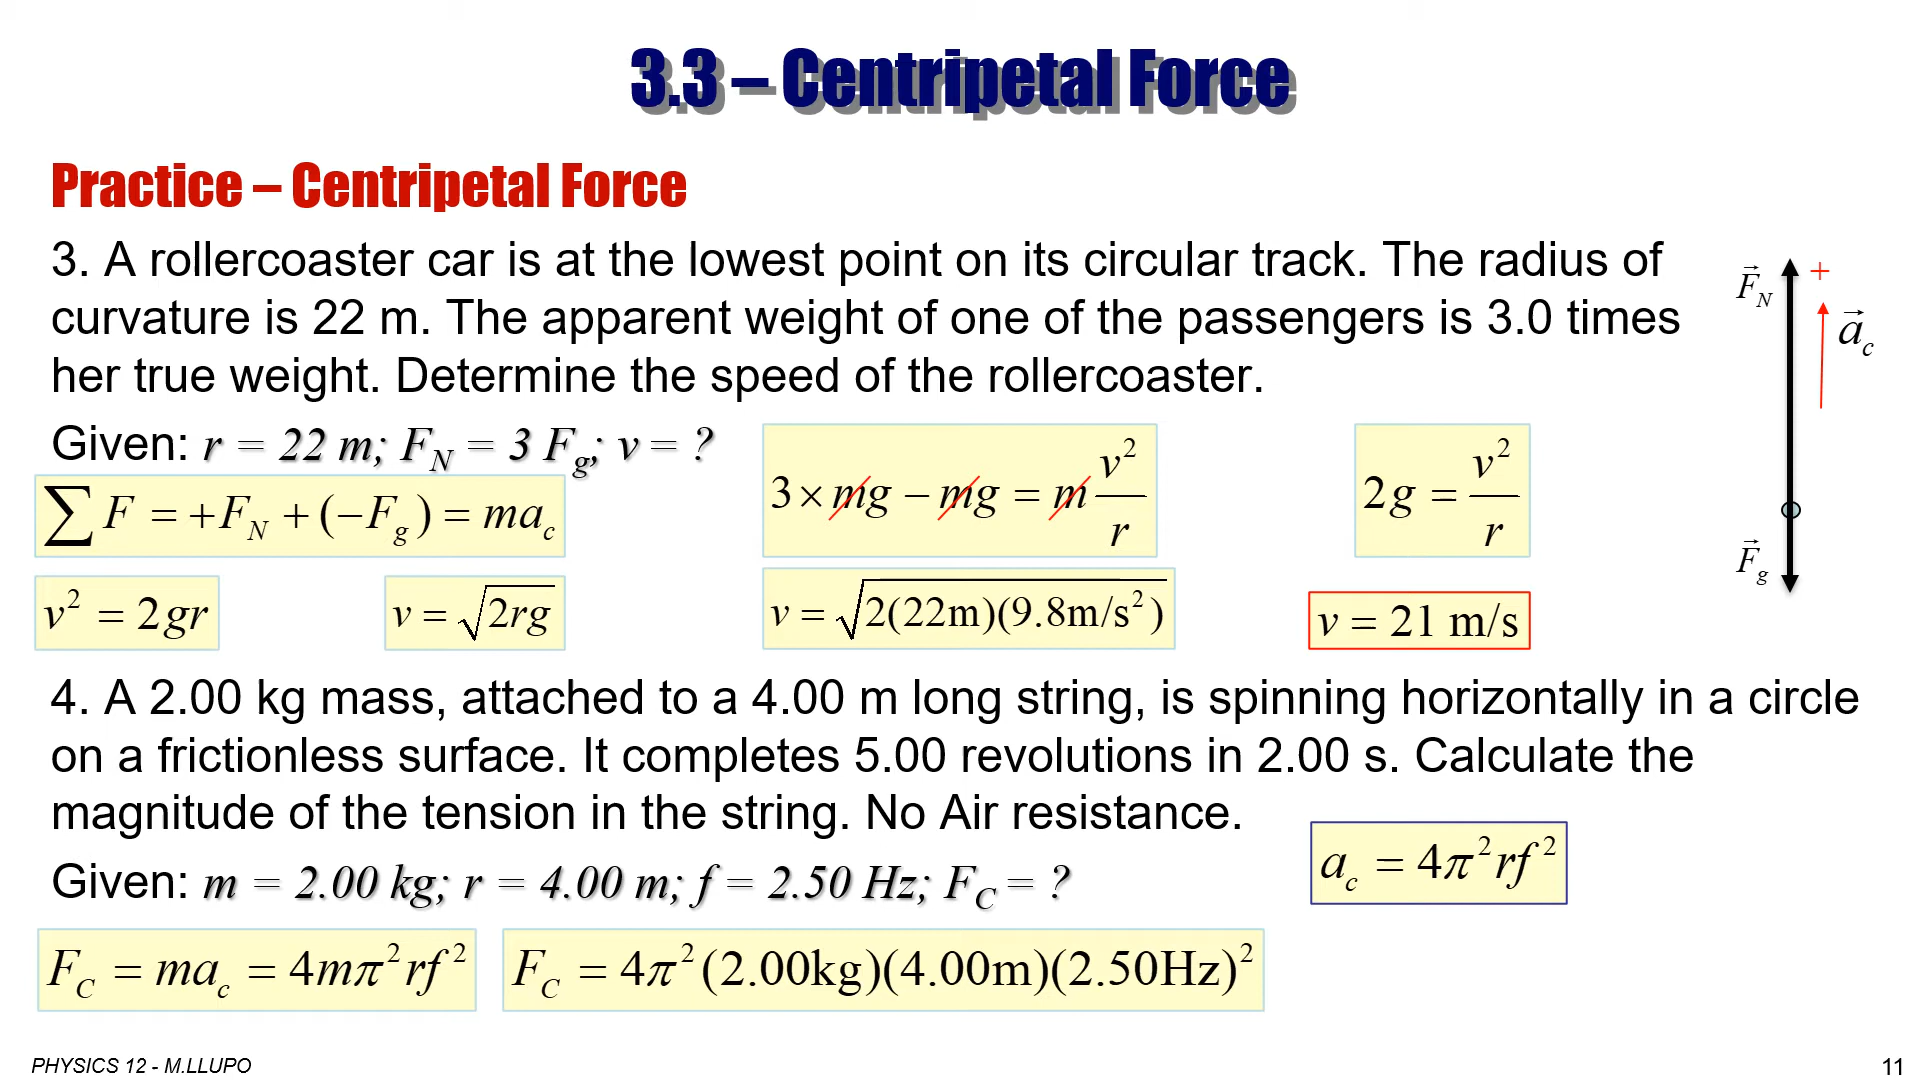 3.3 – Centripetal Force
Practice – Centripetal Force
3. A rollercoaster car is at the lowest point on its circular track. The radius of
curvature is 22 m. The apparent weight of one of the passengers is 3.0 times
her true weight. Determine the speed of the rollercoaster.
F⃗_N
+
a⃗_c
F⃗_g
Given: r = 22 m; F_N = 3 F_g; v = ?
∑F = +F_N + (−F_g) = ma_c
3 × mg − mg = m v²/r
2g = v²/r
v² = 2gr
v = √(2rg)
v = √(2(22m)(9.8m/s²))
v = 21 m/s
4. A 2.00 kg mass, attached to a 4.00 m long string, is spinning horizontally in a circle
on a frictionless surface. It completes 5.00 revolutions in 2.00 s. Calculate the
magnitude of the tension in the string. No Air resistance.
a_c = 4π²rf²
Given: m = 2.00 kg; r = 4.00 m; f = 2.50 Hz; F_C = ?
F_C = ma_c = 4mπ²rf²
F_C = 4π²(2.00kg)(4.00m)(2.50Hz)²
PHYSICS 12 - M.LLUPO
11